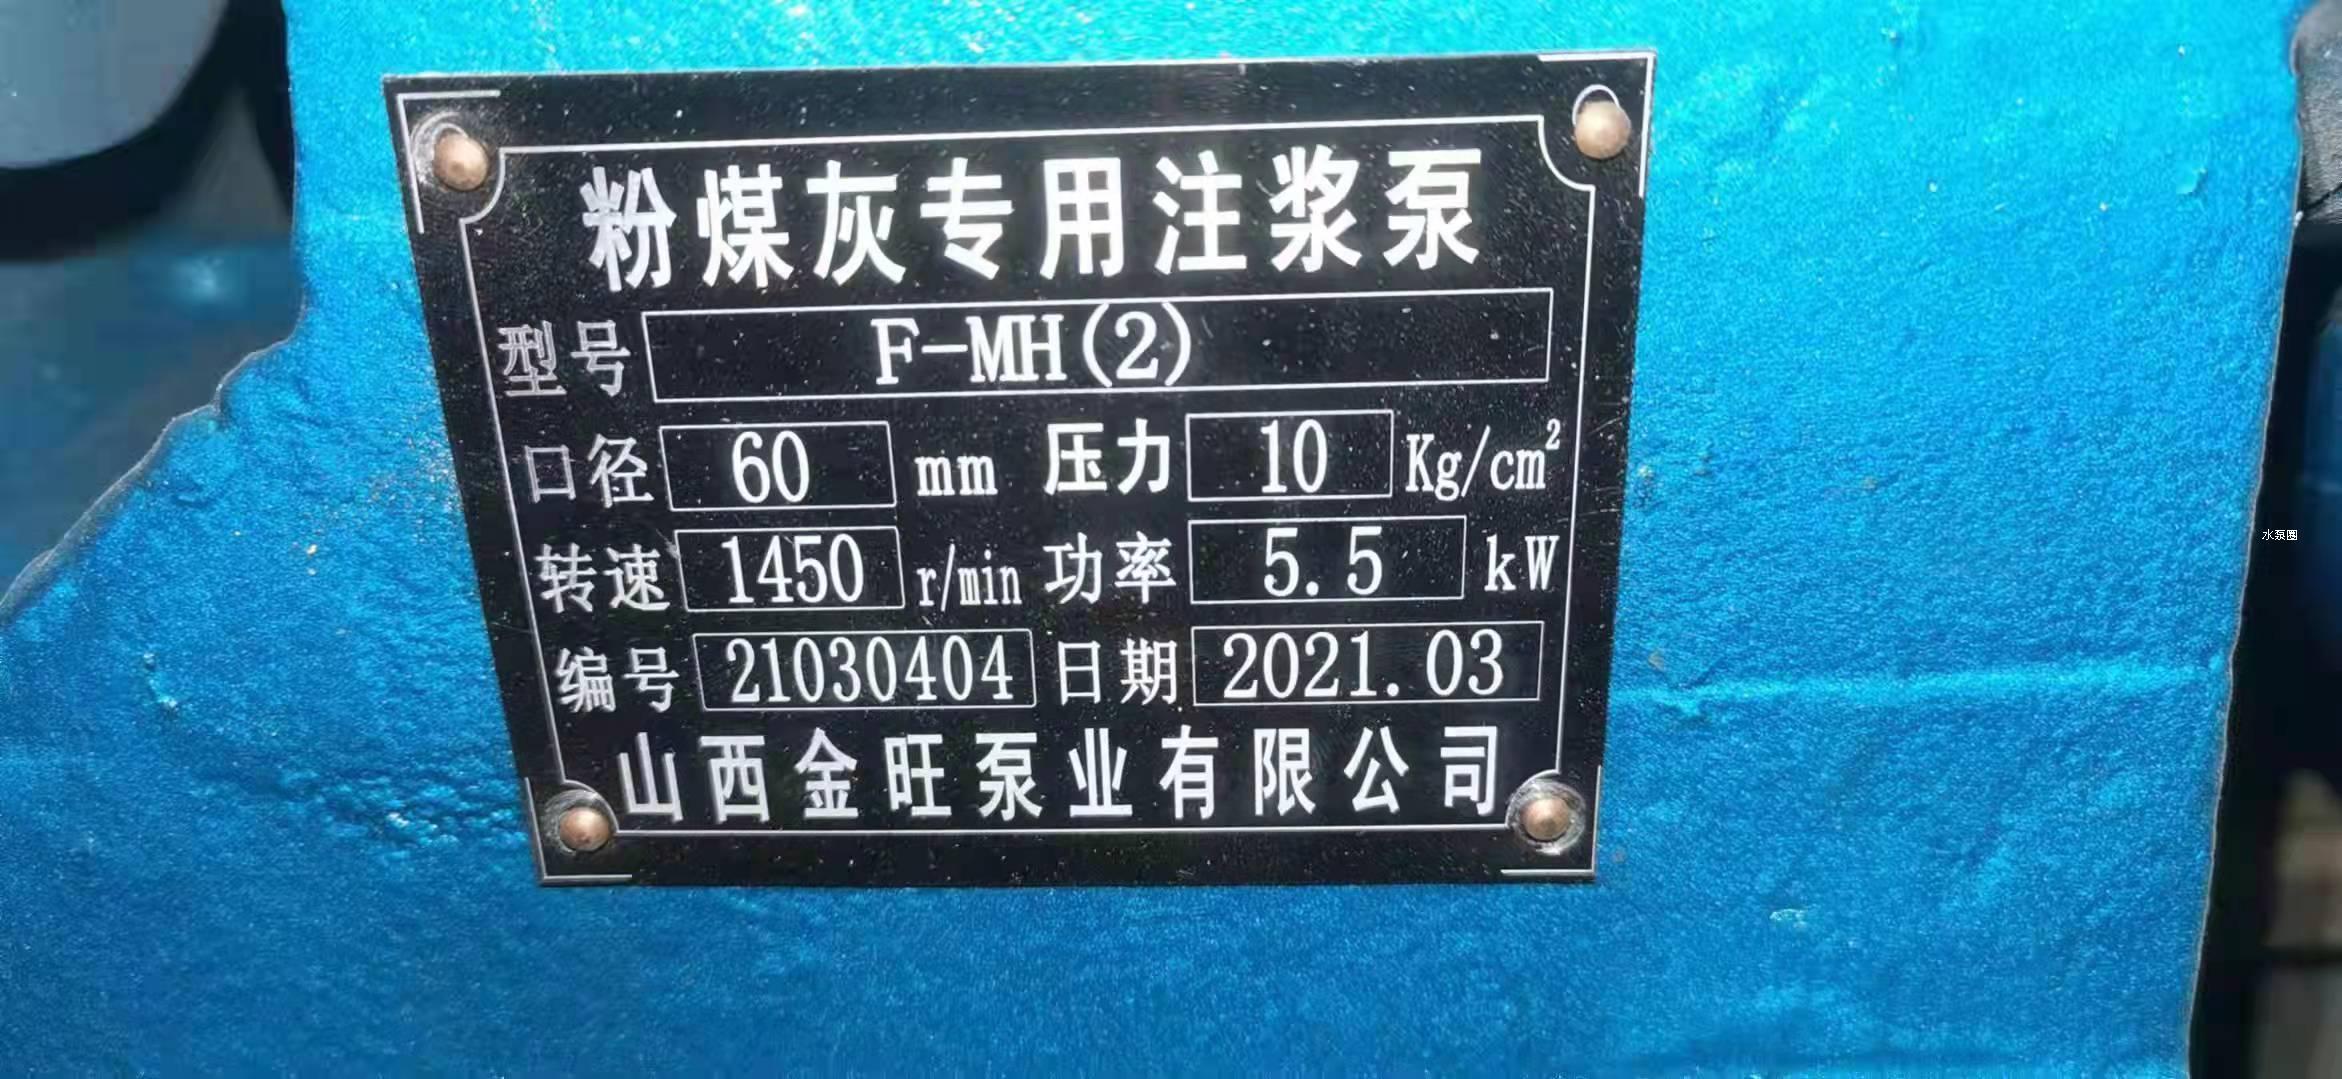 粉煤灰专用注浆泵
型号 F-MH(2)
口径 60 mm 压力 10 Kg/cm²
转速 1450 r/min 功率 5.5 kW
编号 21030404 日期 2021.03
山西金旺泵业有限公司
水泵圈